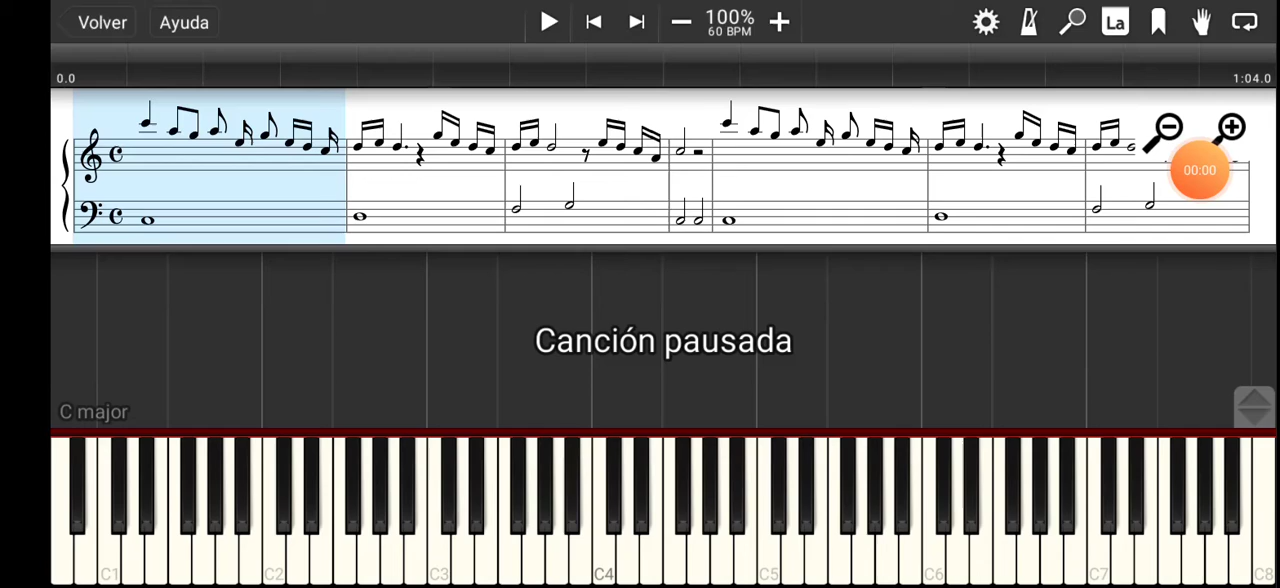 Volver Ayuda 100% La
60 BPM
0.0 1:04.0
00:00
Canción pausada
C major
C1 C2 C3 C4 C5 C6 C7 C8